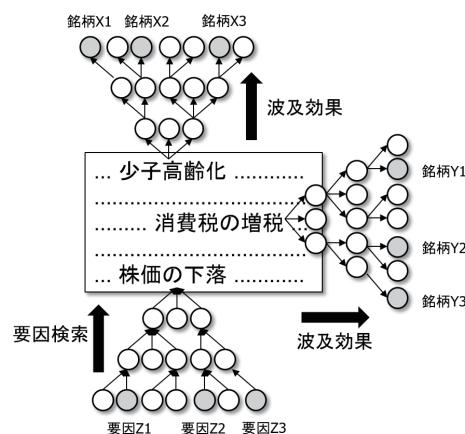 銘柄X1 銘柄X2 銘柄X3
波及効果
... 少子高齢化 ............
......................................
......... 消費税の増税 ...
......................................
... 株価の下落 ............
銘柄Y1
銘柄Y2
銘柄Y3
波及効果
要因検索
要因Z1 要因Z2 要因Z3